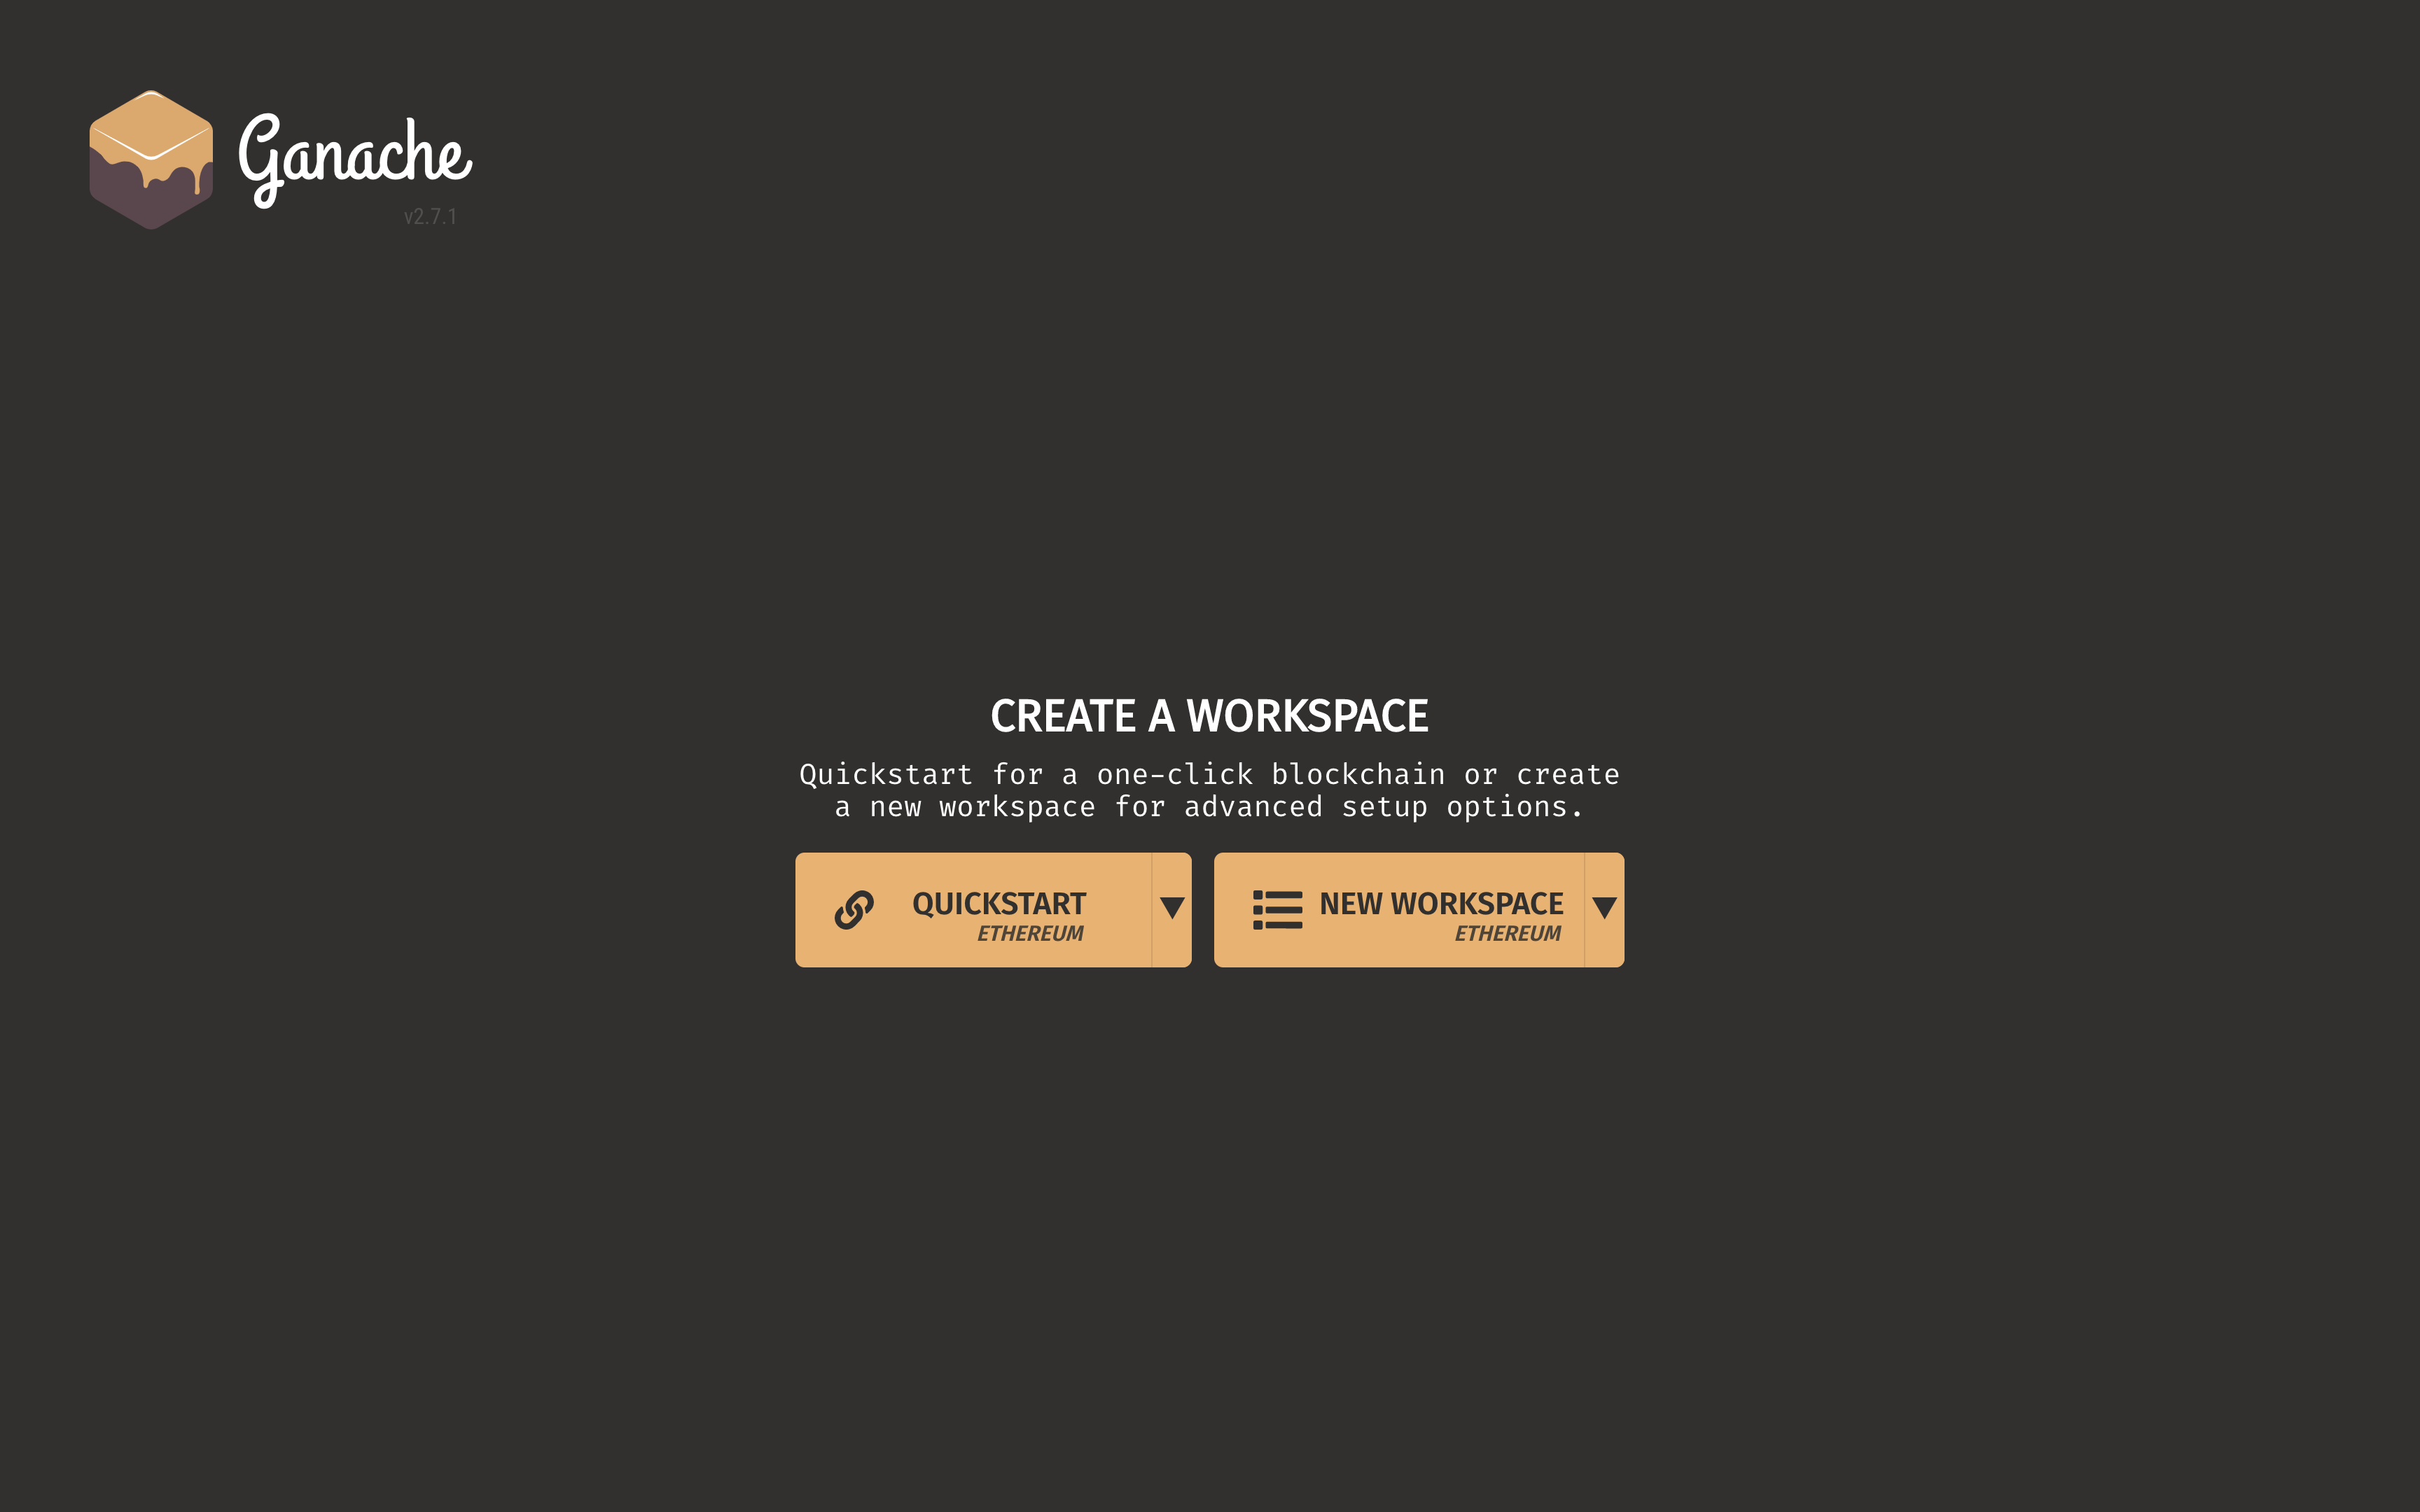 Ganache
v2.7.1
CREATE A WORKSPACE
Quickstart for a one-click blockchain or create
a new workspace for advanced setup options.
QUICKSTART
ETHEREUM
NEW WORKSPACE
ETHEREUM